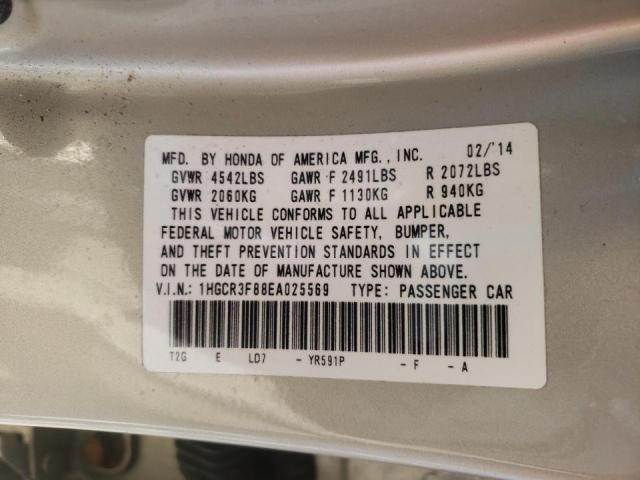 MFD. BY HONDA OF AMERICA MFG., INC. 02/'14
GVWR 4542LBS GAWR F 2491LBS R 2072LBS
GVWR 2060KG GAWR F 1130KG R 940KG
THIS VEHICLE CONFORMS TO ALL APPLICABLE
FEDERAL MOTOR VEHICLE SAFETY, BUMPER,
AND THEFT PREVENTION STANDARDS IN EFFECT
ON THE DATE OF MANUFACTURE SHOWN ABOVE.
V.I.N.: 1HGCR3F88EA025569 TYPE: PASSENGER CAR
T2G E LD7 - YR591P - F - A